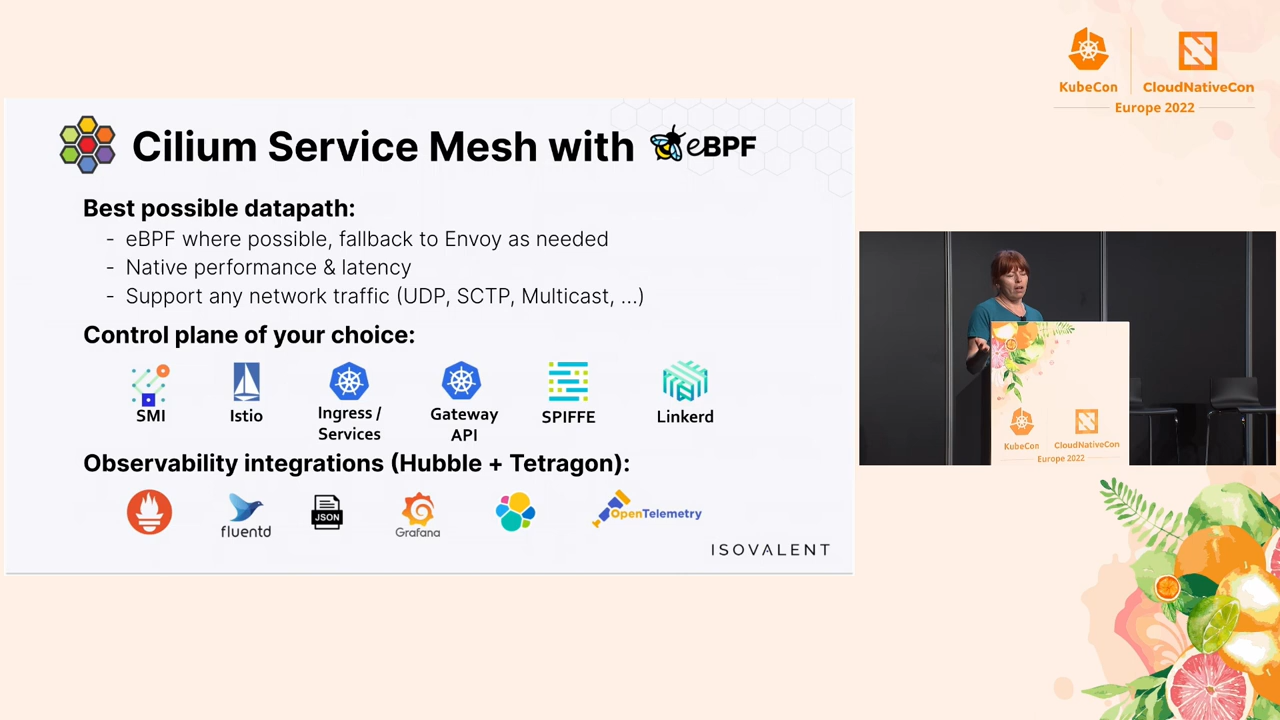 KubeCon
CloudNativeCon
Europe 2022
Cilium Service Mesh with eBPF
Best possible datapath:
- eBPF where possible, fallback to Envoy as needed
- Native performance & latency
- Support any network traffic (UDP, SCTP, Multicast, ...)
Control plane of your choice:
SMI
Istio
Ingress /
Services
Gateway
API
SPIFFE
Linkerd
Observability integrations (Hubble + Tetragon):
fluentd
JSON
Grafana
OpenTelemetry
ISOVALENT
KubeCon
CloudNativeCon
Europe 2022